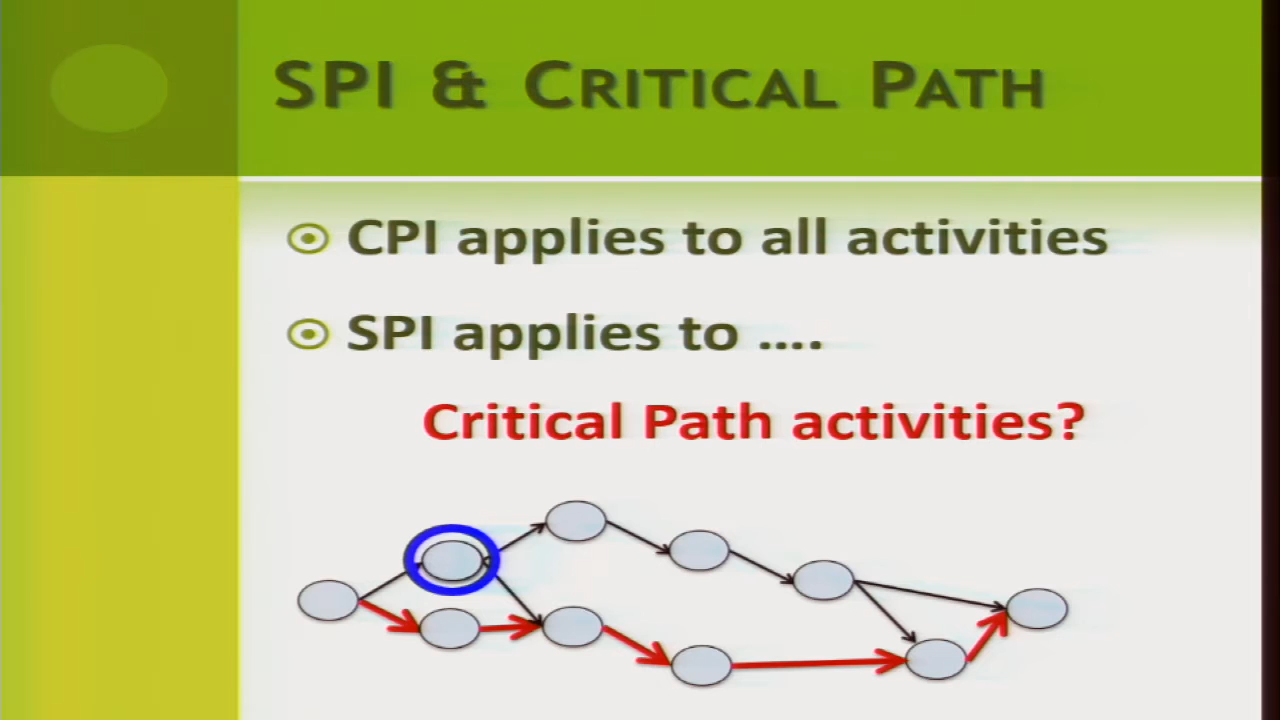 SPI & CRITICAL PATH
CPI applies to all activities
SPI applies to ....
Critical Path activities?